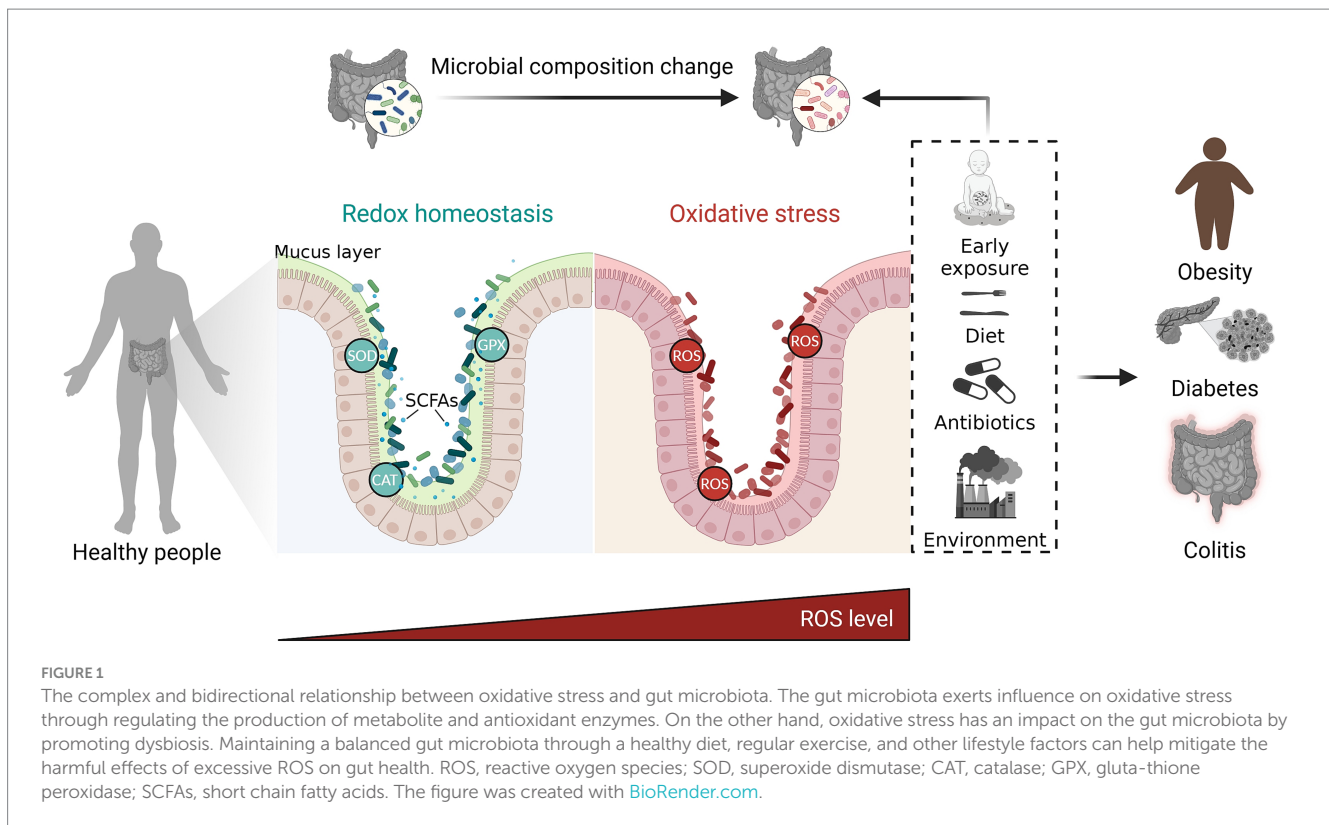 Microbial composition change
Redox homeostasis
Oxidative stress
Mucus layer
SOD
GPX
SCFAs
CAT
ROS
ROS
ROS
Healthy people
Early
exposure
Diet
Antibiotics
Environment
Obesity
Diabetes
Colitis
ROS level
FIGURE 1
The complex and bidirectional relationship between oxidative stress and gut microbiota. The gut microbiota exerts influence on oxidative stress
through regulating the production of metabolite and antioxidant enzymes. On the other hand, oxidative stress has an impact on the gut microbiota by
promoting dysbiosis. Maintaining a balanced gut microbiota through a healthy diet, regular exercise, and other lifestyle factors can help mitigate the
harmful effects of excessive ROS on gut health. ROS, reactive oxygen species; SOD, superoxide dismutase; CAT, catalase; GPX, gluta-thione
peroxidase; SCFAs, short chain fatty acids. The figure was created with BioRender.com.